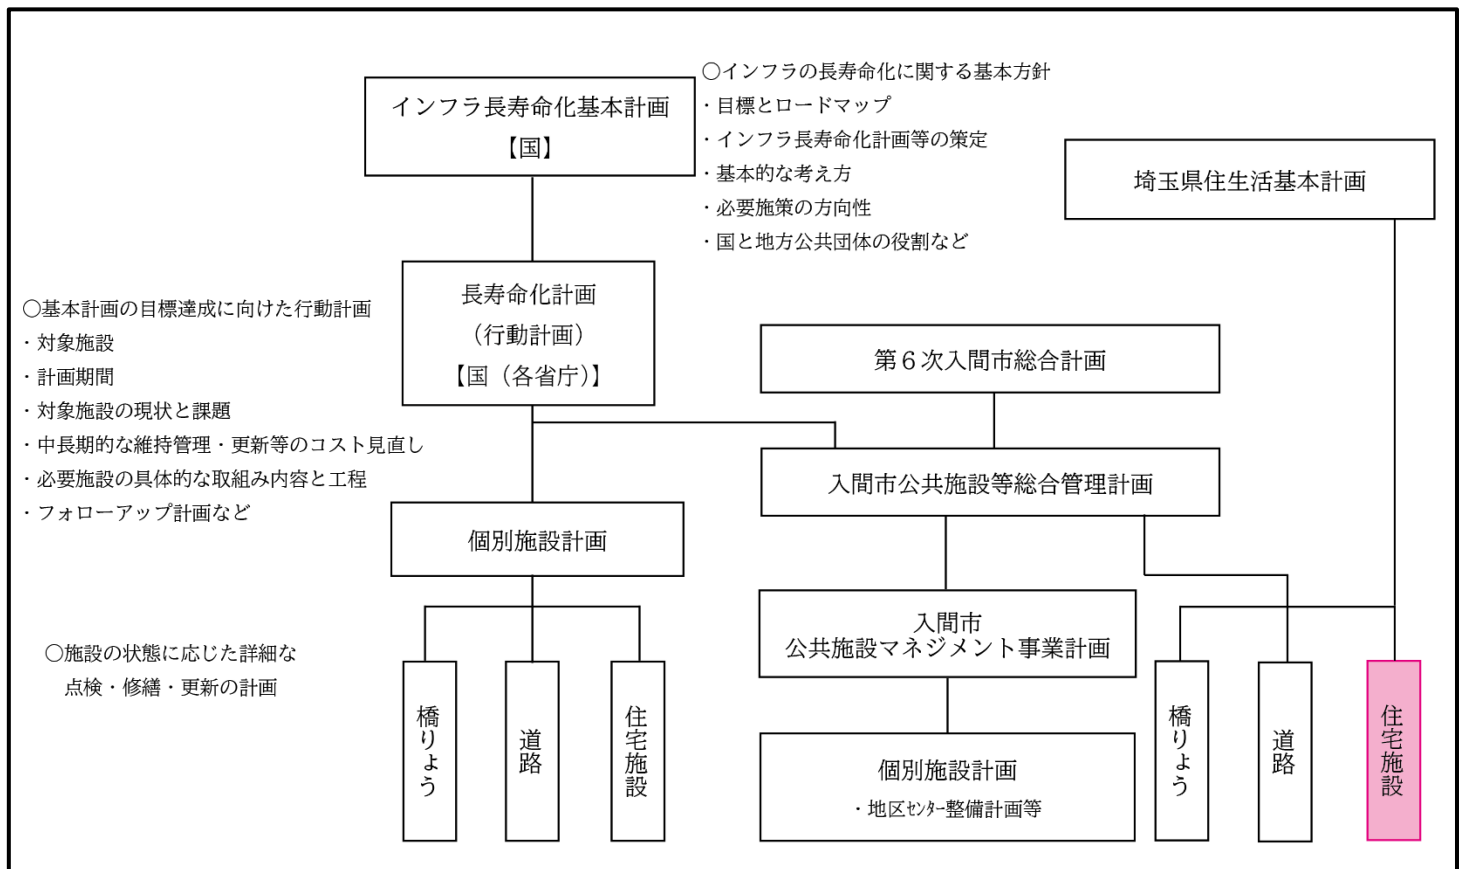 インフラ長寿命化基本計画
【国】
〇インフラの長寿命化に関する基本方針
・目標とロードマップ
・インフラ長寿命化計画等の策定
・基本的な考え方
・必要施策の方向性
・国と地方公共団体の役割など
埼玉県住生活基本計画
〇基本計画の目標達成に向けた行動計画
・対象施設
・計画期間
・対象施設の現状と課題
・中長期的な維持管理・更新等のコスト見直し
・必要施設の具体的な取組み内容と工程
・フォローアップ計画など
長寿命化計画
（行動計画）
【国（各省庁）】
第６次入間市総合計画
入間市公共施設等総合管理計画
個別施設計画
入間市
公共施設マネジメント事業計画
〇施設の状態に応じた詳細な
点検・修繕・更新の計画
橋りょう
道路
住宅施設
個別施設計画
・地区ｾﾝﾀｰ整備計画等
橋りょう
道路
住宅施設